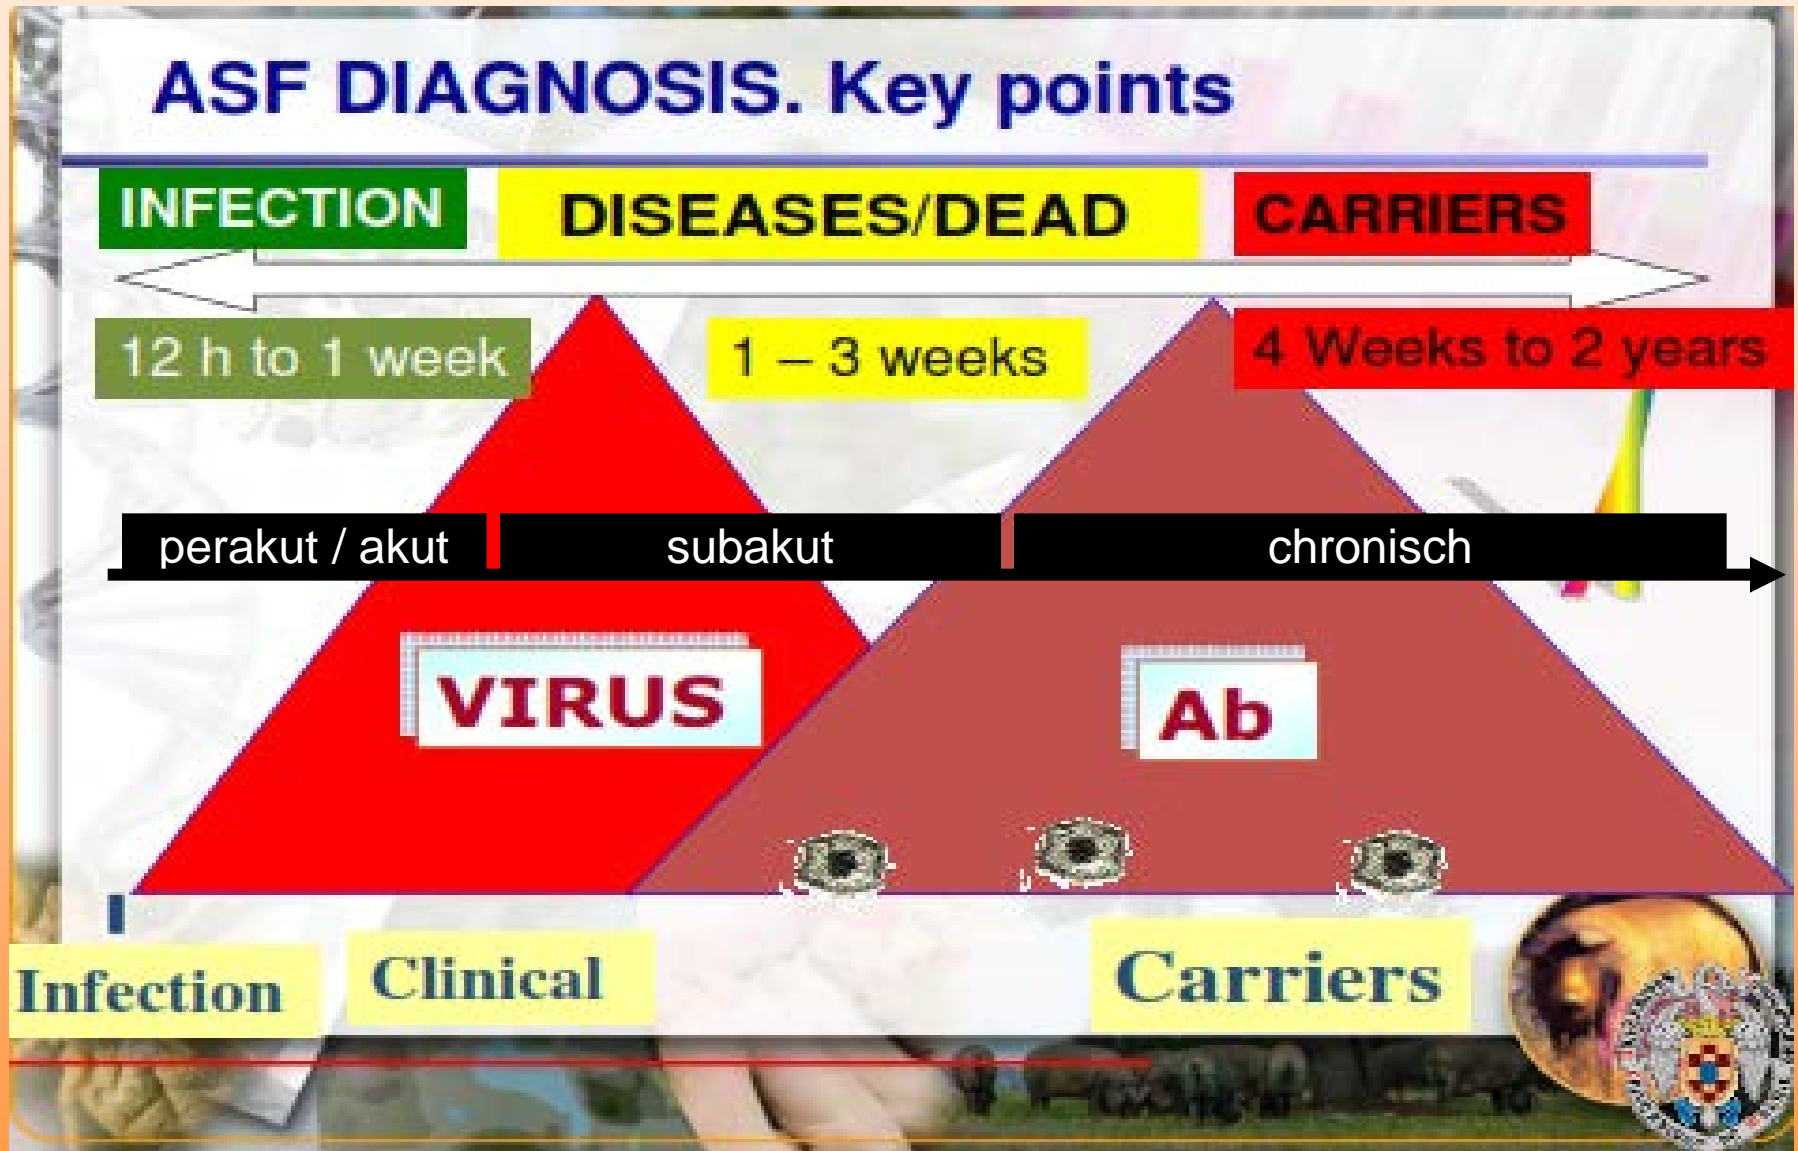 ASF DIAGNOSIS. Key points
INFECTION
DISEASES/DEAD
CARRIERS
12 h to 1 week
1 – 3 weeks
4 Weeks to 2 years
perakut / akut
subakut
chronisch
VIRUS
Ab
Infection
Clinical
Carriers